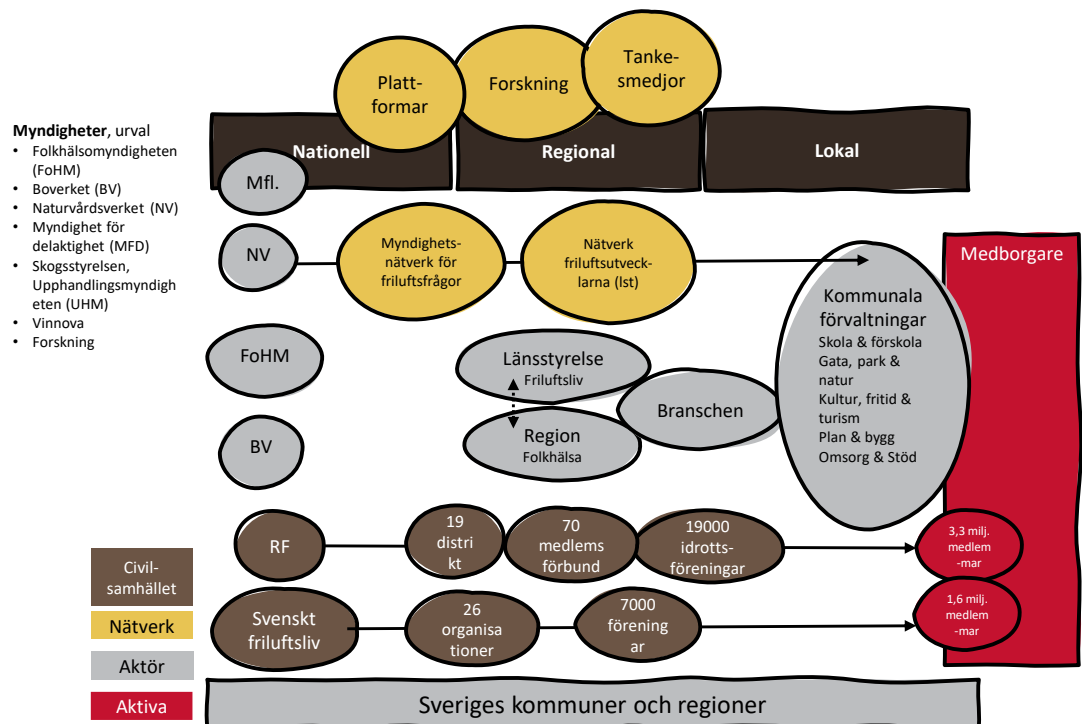 Platt-
formar
Forskning
Tanke-
smedjor
Nationell
Regional
Lokal
Myndigheter, urval
• Folkhälsomyndigheten
(FoHM)
• Boverket (BV)
• Naturvårdsverket (NV)
• Myndighet för
delaktighet (MFD)
• Skogsstyrelsen,
Upphandlingsmyndigh
eten (UHM)
• Vinnova
• Forskning
Mfl.
NV
Myndighets-
nätverk för
friluftsfrågor
Nätverk
friluftsutveck-
larna (lst)
Medborgare
Kommunala
förvaltningar
Skola & förskola
Gata, park &
natur
Kultur, fritid &
turism
Plan & bygg
Omsorg & Stöd
FoHM
Länsstyrelse
Friluftsliv
Branschen
BV
Region
Folkhälsa
RF
19
distri
kt
70
medlems
förbund
19000
idrotts-
föreningar
3,3 milj.
medlem
-mar
Svenskt
friluftsliv
26
organisa
tioner
7000
förening
ar
1,6 milj.
medlem
-mar
Civil-
samhället
Nätverk
Aktör
Aktiva
Sveriges kommuner och regioner